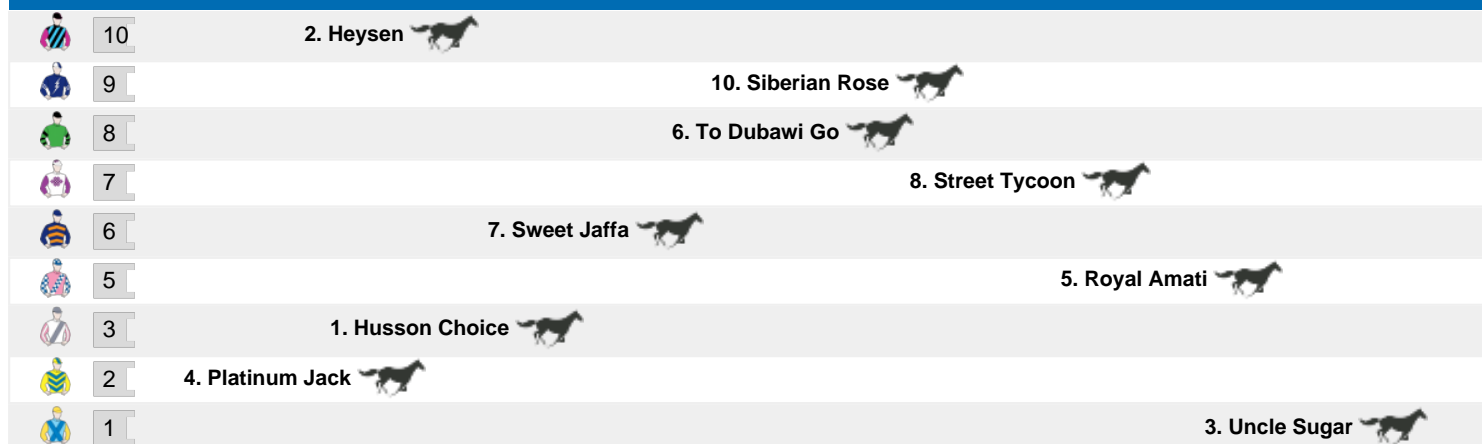 10 2. Heysen
9 10. Siberian Rose
8 6. To Dubawi Go
7 8. Street Tycoon
6 7. Sweet Jaffa
5 5. Royal Amati
3 1. Husson Choice
2 4. Platinum Jack
1 3. Uncle Sugar